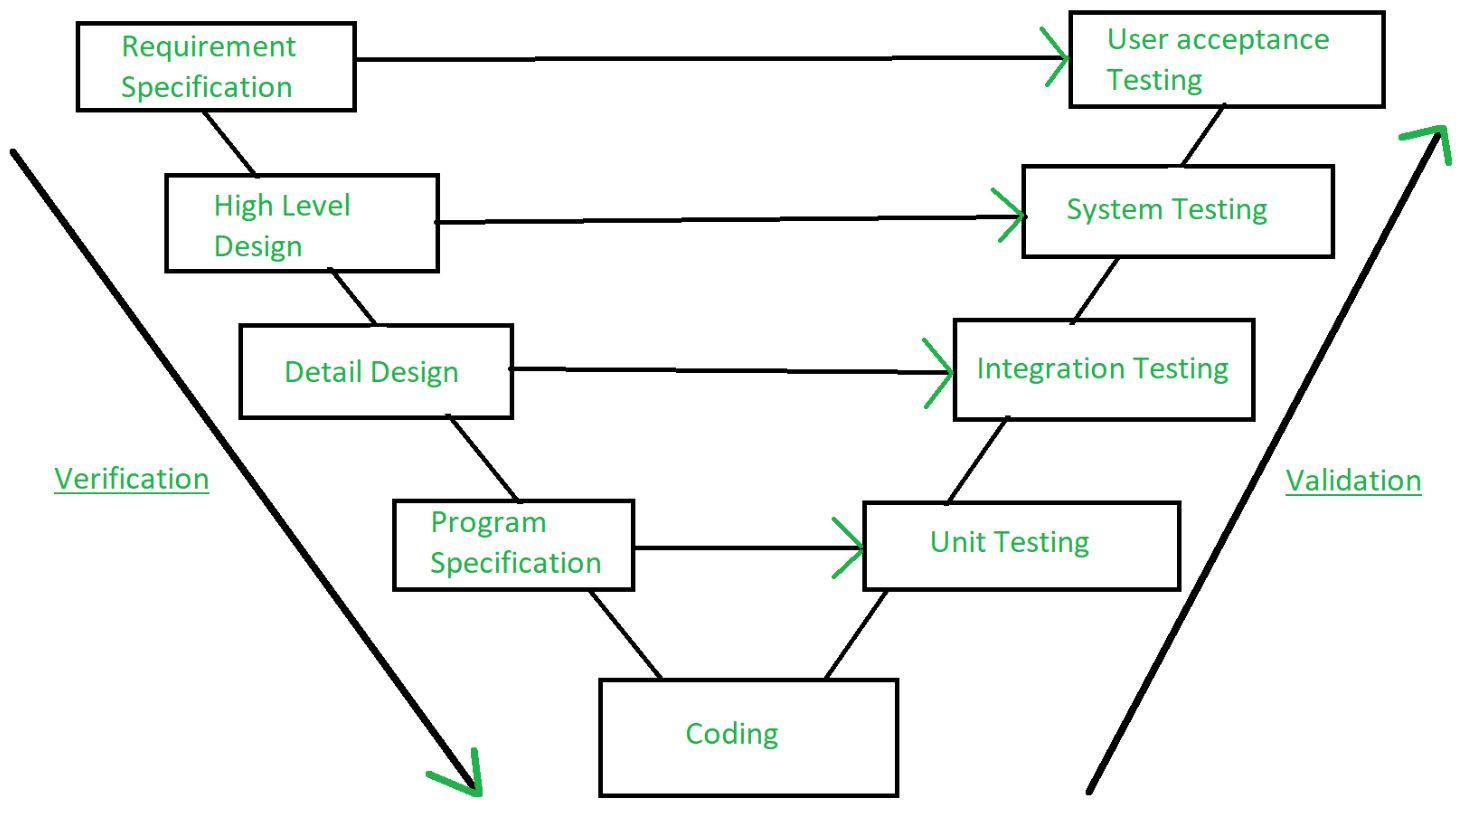 Requirement
Specification
User acceptance
Testing
High Level
Design
System Testing
Detail Design
Integration Testing
Verification
Validation
Program
Specification
Unit Testing
Coding